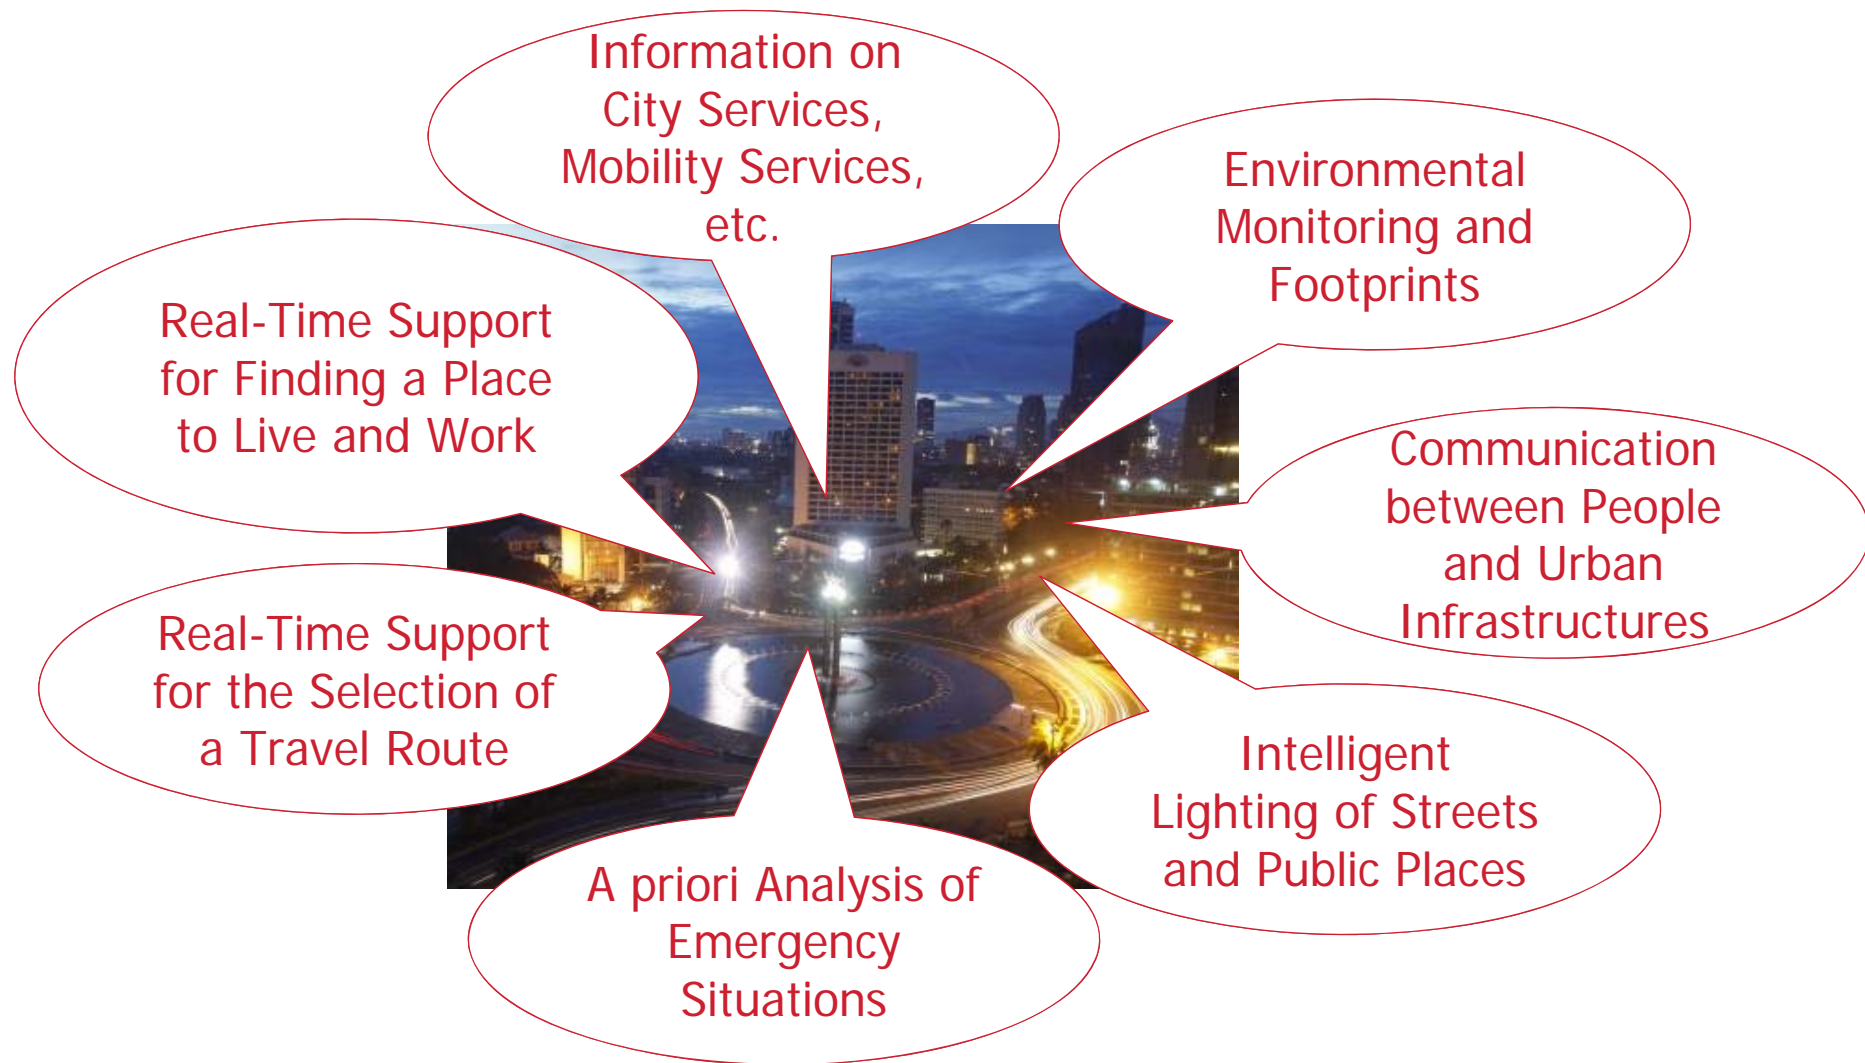 Information on
City Services,
Mobility Services,
etc.
Environmental
Monitoring and
Footprints
Real-Time Support
for Finding a Place
to Live and Work
Communication
between People
and Urban
Infrastructures
Real-Time Support
for the Selection of
a Travel Route
Intelligent
Lighting of Streets
and Public Places
A priori Analysis of
Emergency
Situations